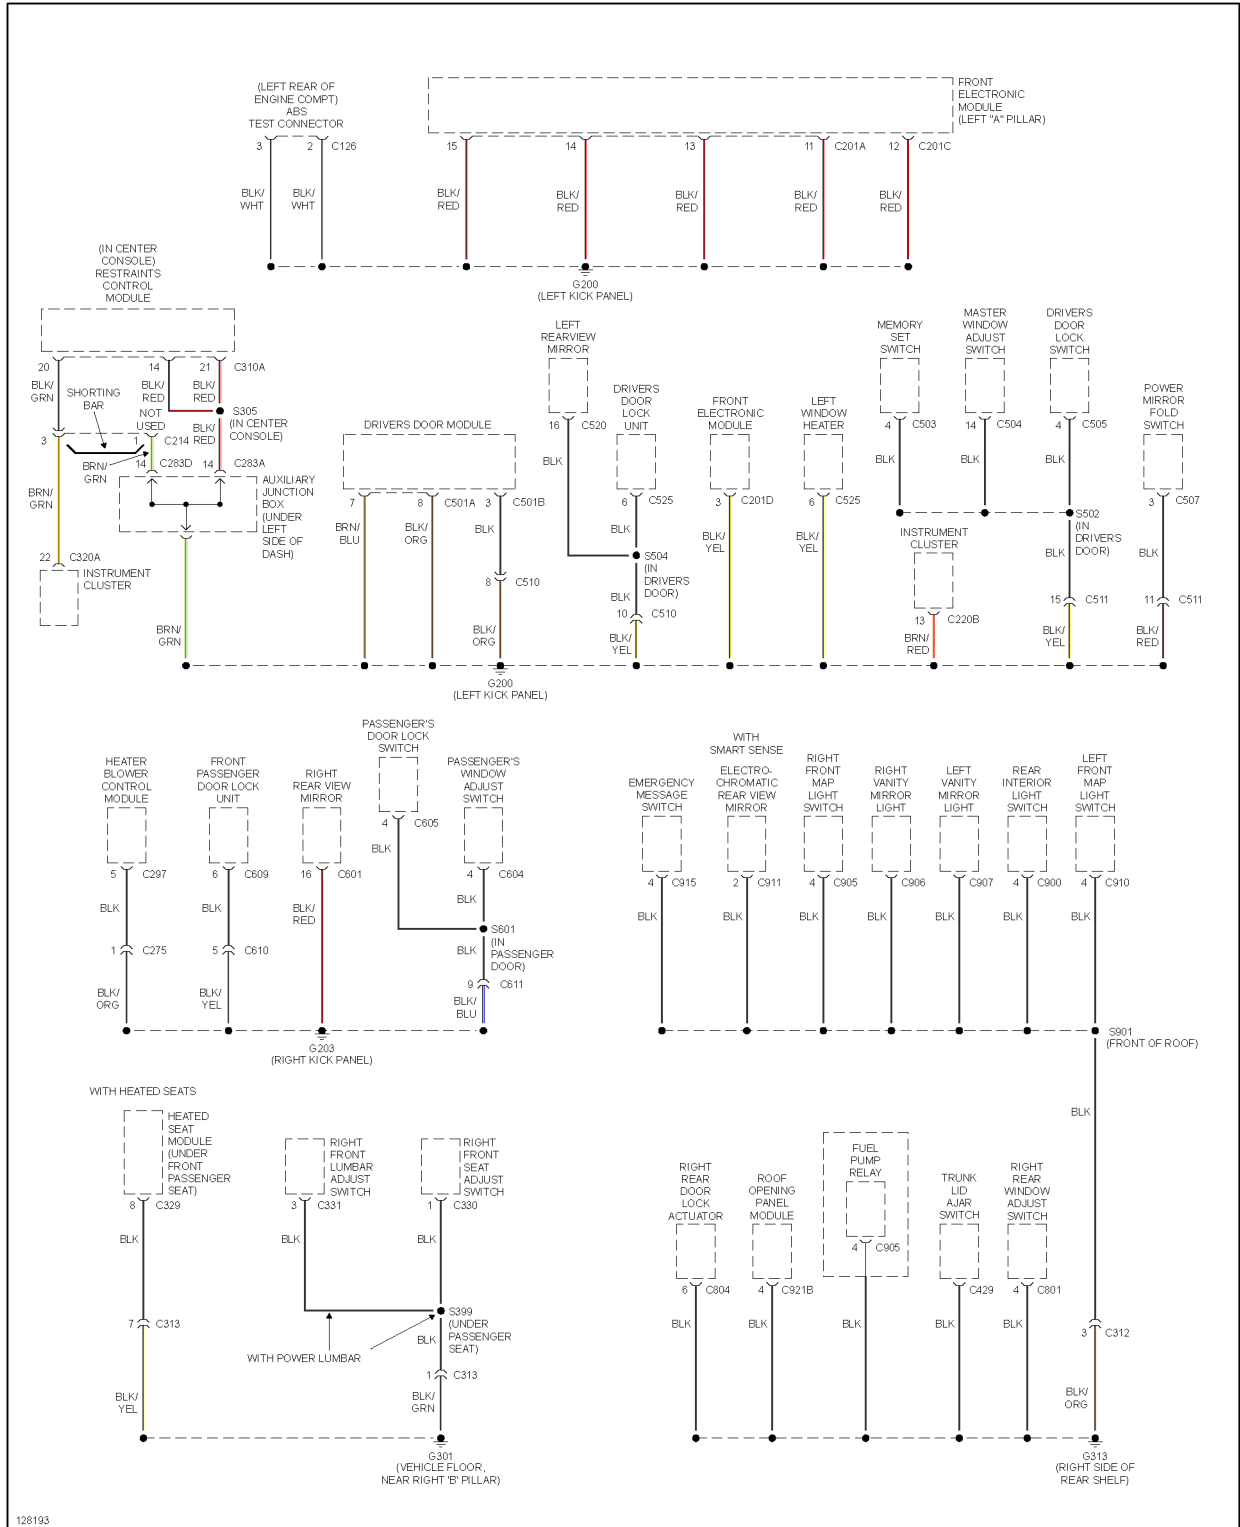 (LEFT REAR OF
ENGINE COMPT)
ABS
TEST CONNECTOR
FRONT
ELECTRONIC
MODULE
(LEFT "A" PILLAR)
3 2 C126
15 14 13 11 C201A 12 C201C
BLK/
WHT
BLK/
WHT
BLK/
RED
BLK/
RED
BLK/
RED
BLK/
RED
BLK/
RED
G200
(LEFT KICK PANEL)
(IN CENTER
CONSOLE)
RESTRAINTS
CONTROL
MODULE
20 14 21 C310A
BLK/
GRN
BLK/
RED
BLK/
RED
SHORTING
BAR
NOT
USED
S305
(IN CENTER
CONSOLE)
BLK/
RED
3 1 C214
14 C283D 14 C283A
BRN/
GRN
BRN/
GRN
AUXILIARY
JUNCTION
BOX
(UNDER
LEFT
SIDE OF
DASH)
22 C320A
INSTRUMENT
CLUSTER
BRN/
GRN
DRIVERS DOOR MODULE
7 8 C501A 3 C501B
BRN/
BLU
BLK/
ORG
BLK
8 C510
BLK/
ORG
LEFT
REARVIEW
MIRROR
16 C520
BLK
DRIVERS
DOOR
LOCK
UNIT
6 C525
BLK
S504
(IN
DRIVERS
DOOR)
BLK
10 C510
BLK/
YEL
FRONT
ELECTRONIC
MODULE
3 C201D
BLK/
YEL
LEFT
WINDOW
HEATER
6 C525
BLK/
YEL
MEMORY
SET
SWITCH
4 C503
BLK
MASTER
WINDOW
ADJUST
SWITCH
14 C504
BLK
DRIVERS
DOOR
LOCK
SWITCH
4 C505
BLK
S502
(IN
DRIVERS
DOOR)
BLK
15 C511
BLK/
YEL
INSTRUMENT
CLUSTER
13 C220B
BRN/
RED
POWER
MIRROR
FOLD
SWITCH
3 C507
BLK
11 C511
BLK/
RED
G200
(LEFT KICK PANEL)
HEATER
BLOWER
CONTROL
MODULE
5 C297
BLK
1 C275
BLK/
ORG
FRONT
PASSENGER
DOOR LOCK
UNIT
6 C609
BLK
5 C610
BLK/
YEL
RIGHT
REAR VIEW
MIRROR
16 C601
BLK/
RED
PASSENGER'S
DOOR LOCK
SWITCH
4 C605
BLK
PASSENGER'S
WINDOW
ADJUST
SWITCH
4 C604
BLK
S601
(IN
PASSENGER
DOOR)
BLK
9 C611
BLK/
BLU
G203
(RIGHT KICK PANEL)
EMERGENCY
MESSAGE
SWITCH
4 C915
BLK
WITH
SMART SENSE
ELECTRO-
CHROMATIC
REAR VIEW
MIRROR
2 C911
BLK
RIGHT
FRONT
MAP
LIGHT
SWITCH
4 C905
BLK
RIGHT
VANITY
MIRROR
LIGHT
4 C906
BLK
LEFT
VANITY
MIRROR
LIGHT
4 C907
BLK
REAR
INTERIOR
LIGHT
SWITCH
4 C900
BLK
LEFT
FRONT
MAP
LIGHT
SWITCH
4 C910
BLK
S901
(FRONT OF ROOF)
BLK
3 C312
BLK/
ORG
WITH HEATED SEATS
HEATED
SEAT
MODULE
(UNDER
FRONT
PASSENGER
SEAT)
8 C329
BLK
7 C313
BLK/
YEL
RIGHT
FRONT
LUMBAR
ADJUST
SWITCH
3 C331
BLK
RIGHT
FRONT
SEAT
ADJUST
SWITCH
1 C330
BLK
S399
(UNDER
PASSENGER
SEAT)
BLK
WITH POWER LUMBAR
1 C313
BLK/
GRN
G301
(VEHICLE FLOOR,
NEAR RIGHT 'B' PILLAR)
RIGHT
REAR
DOOR
LOCK
ACTUATOR
6 C804
BLK
ROOF
OPENING
PANEL
MODULE
4 C921B
BLK
FUEL
PUMP
RELAY
4 C905
BLK
TRUNK
LID
AJAR
SWITCH
C429
BLK
RIGHT
REAR
WINDOW
ADJUST
SWITCH
4 C801
BLK
G313
(RIGHT SIDE OF
REAR SHELF)
128193